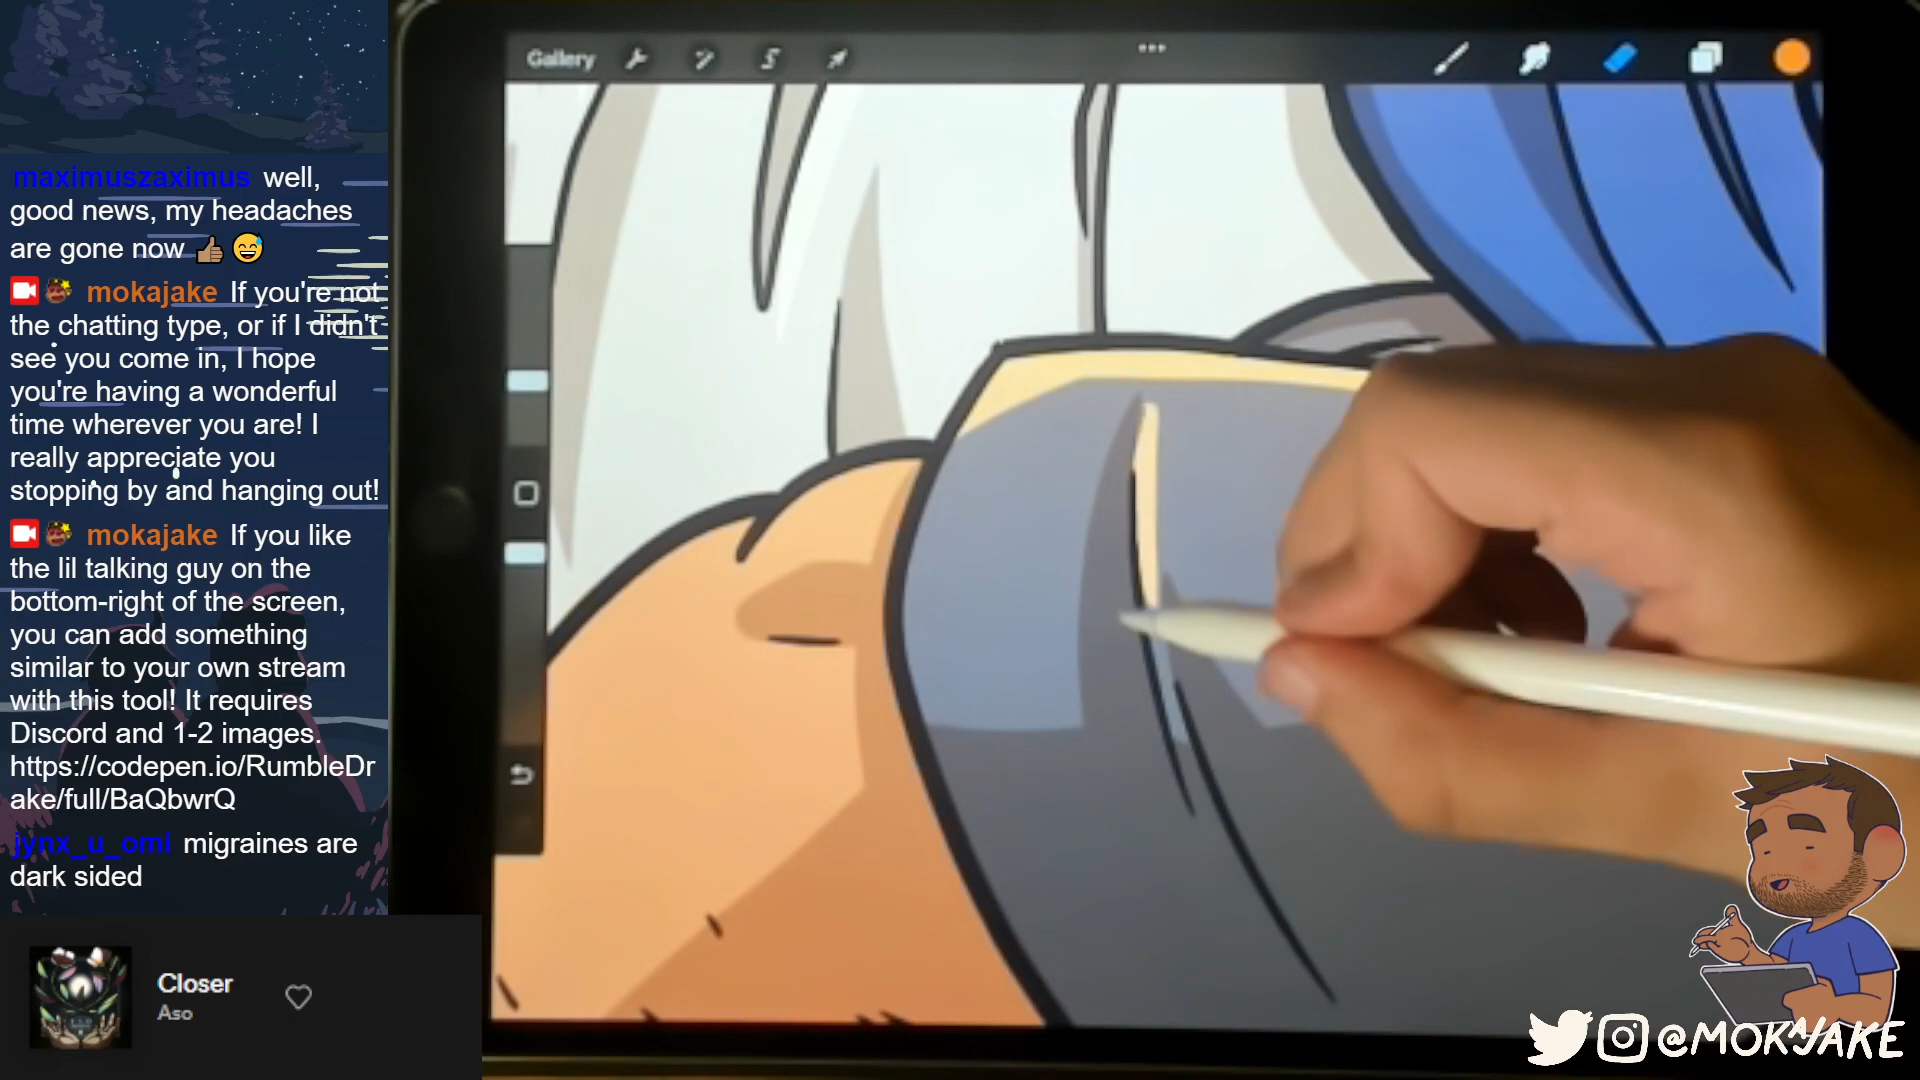 Gallery
maximuszaximus well,
good news, my headaches
are gone now 👍🏽 😅
mokajake If you're not
the chatting type, or if I didn't
see you come in, I hope
you're having a wonderful
time wherever you are! I
really appreciate you
stopping by and hanging out!
mokajake If you like
the lil talking guy on the
bottom-right of the screen,
you can add something
similar to your own stream
with this tool! It requires
Discord and 1-2 images.
https://codepen.io/RumbleDr
ake/full/BaQbwrQ
jynx_u_omi migraines are
dark sided
Closer
Aso
@MOKAJAKE